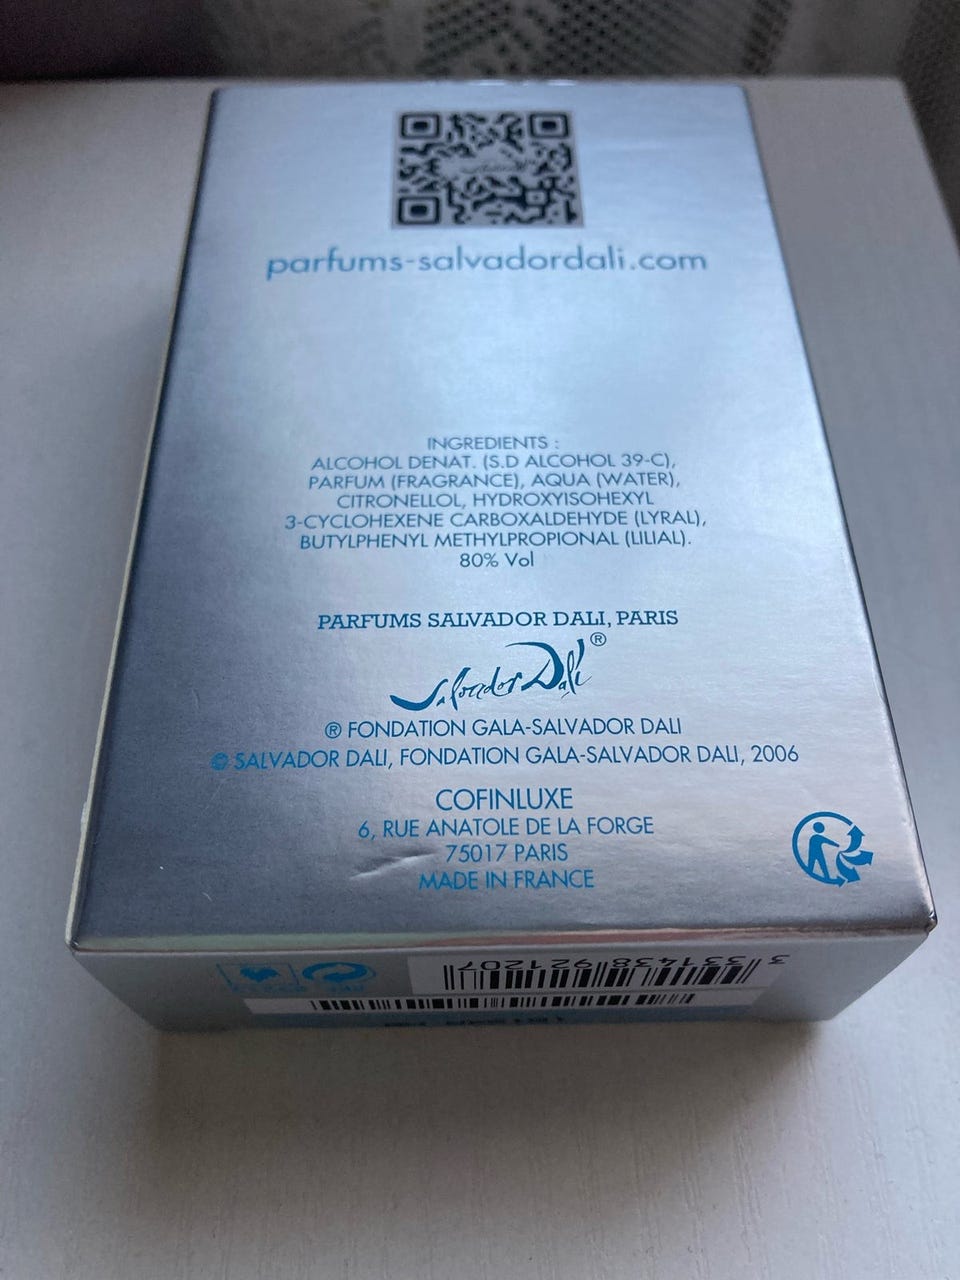 parfums-salvadordali.com
INGREDIENTS :
ALCOHOL DENAT. (S.D ALCOHOL 39-C),
PARFUM (FRAGRANCE), AQUA (WATER),
CITRONELLOL, HYDROXYISOHEXYL
3-CYCLOHEXENE CARBOXALDEHYDE (LYRAL),
BUTYLPHENYL METHYLPROPIONAL (LILIAL).
80% Vol
PARFUMS SALVADOR DALI, PARIS
Salvador Dalí®
® FONDATION GALA-SALVADOR DALI
© SALVADOR DALI, FONDATION GALA-SALVADOR DALI, 2006
COFINLUXE
6, RUE ANATOLE DE LA FORGE
75017 PARIS
MADE IN FRANCE
3 331438 921207